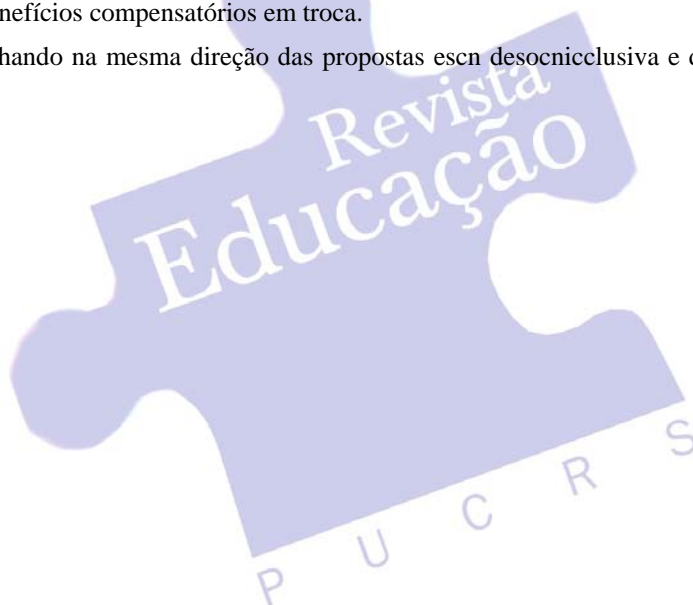 nefícios compensatórios em troca.
hando na mesma direção das propostas escn desocnicclusiva e d
Revista
Educação
P U C R S